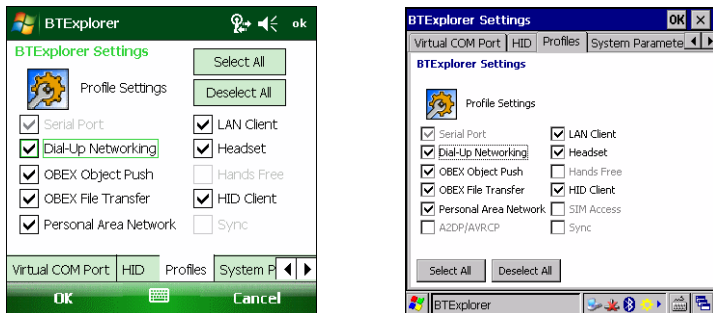 BTExplorer ok
BTExplorer Settings
Select All
Profile Settings
Deselect All
Serial Port LAN Client
Dial-Up Networking Headset
OBEX Object Push Hands Free
OBEX File Transfer HID Client
Personal Area Network Sync
Virtual COM Port HID Profiles System P
OK Cancel
BTExplorer Settings OK
Virtual COM Port HID Profiles System Paramete
BTExplorer Settings
Profile Settings
Serial Port LAN Client
Dial-Up Networking Headset
OBEX Object Push Hands Free
OBEX File Transfer HID Client
Personal Area Network SIM Access
A2DP/AVRCP Sync
Select All Deselect All
BTExplorer